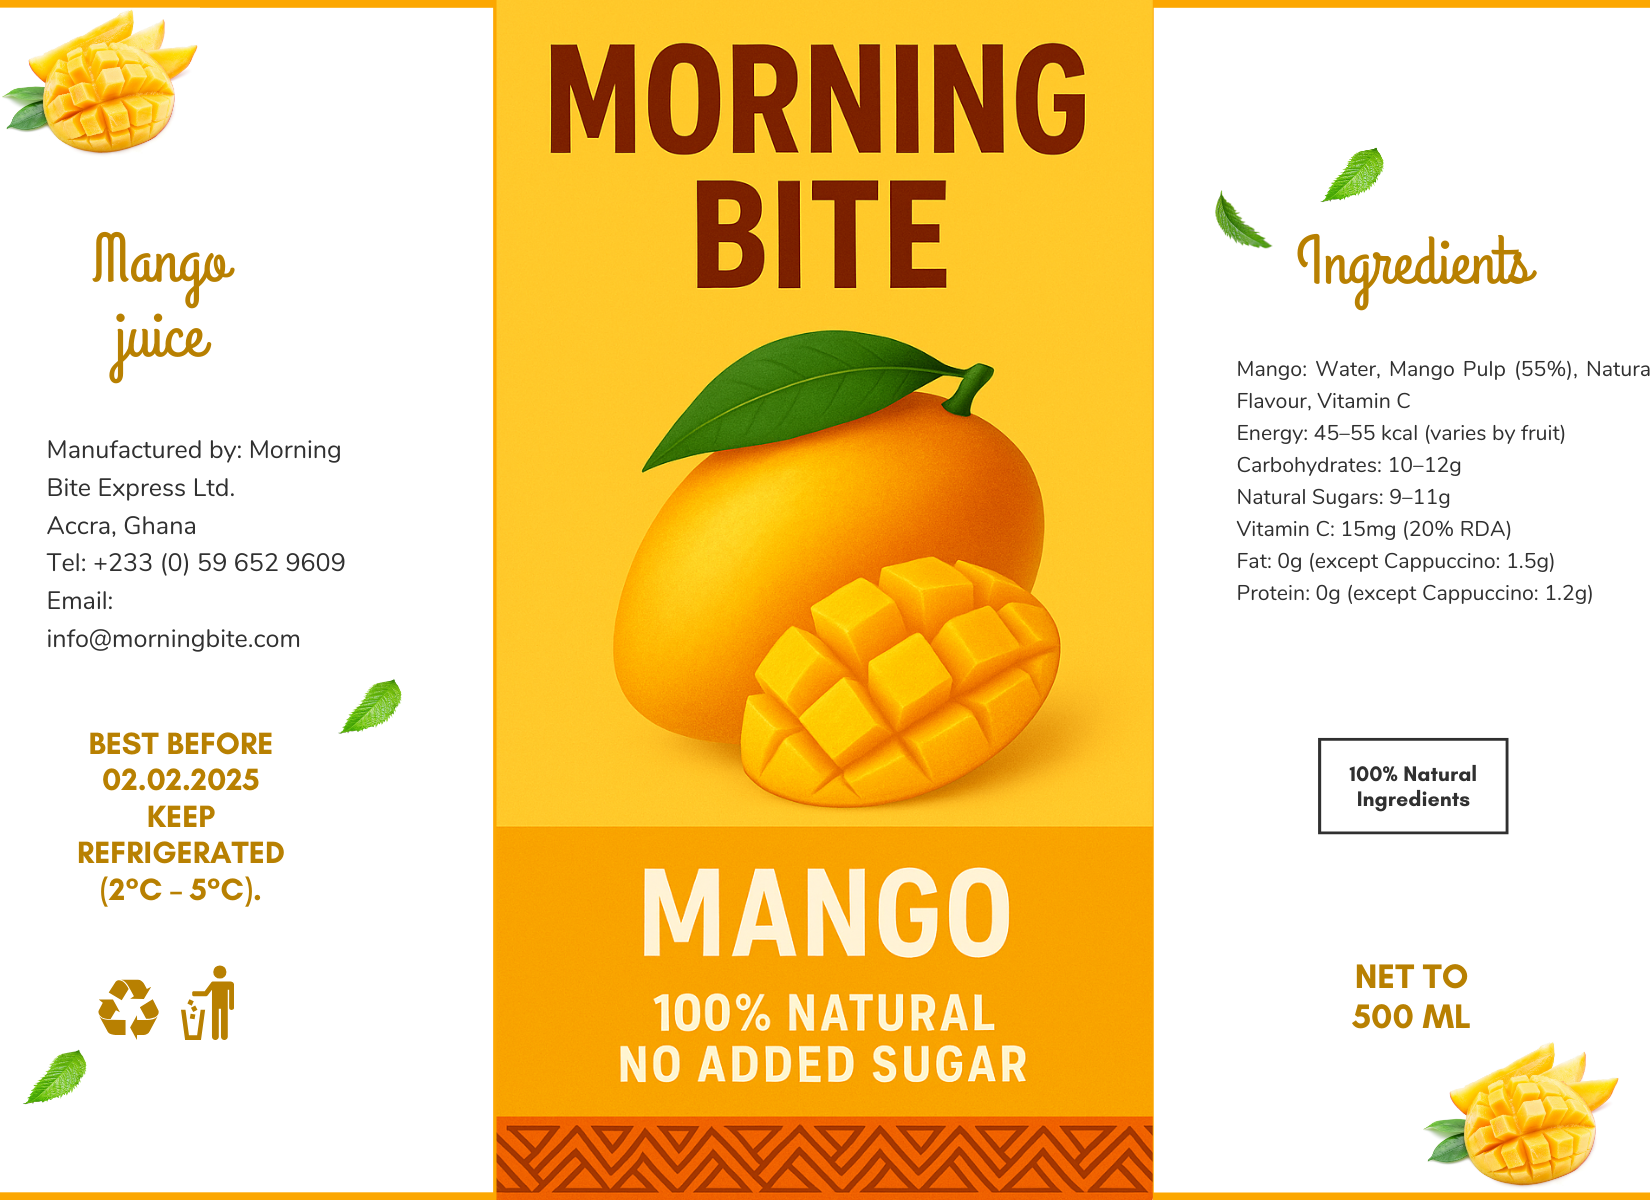 Mango
juice
Manufactured by: Morning
Bite Express Ltd.
Accra, Ghana
Tel: +233 (0) 59 652 9609
Email:
info@morningbite.com
BEST BEFORE
02.02.2025
KEEP
REFRIGERATED
(2°C – 5°C).
MORNING
BITE
MANGO
100% NATURAL
NO ADDED SUGAR
Ingredients
Mango: Water, Mango Pulp (55%), Natura
Flavour, Vitamin C
Energy: 45–55 kcal (varies by fruit)
Carbohydrates: 10–12g
Natural Sugars: 9–11g
Vitamin C: 15mg (20% RDA)
Fat: 0g (except Cappuccino: 1.5g)
Protein: 0g (except Cappuccino: 1.2g)
100% Natural
Ingredients
NET TO
500 ML